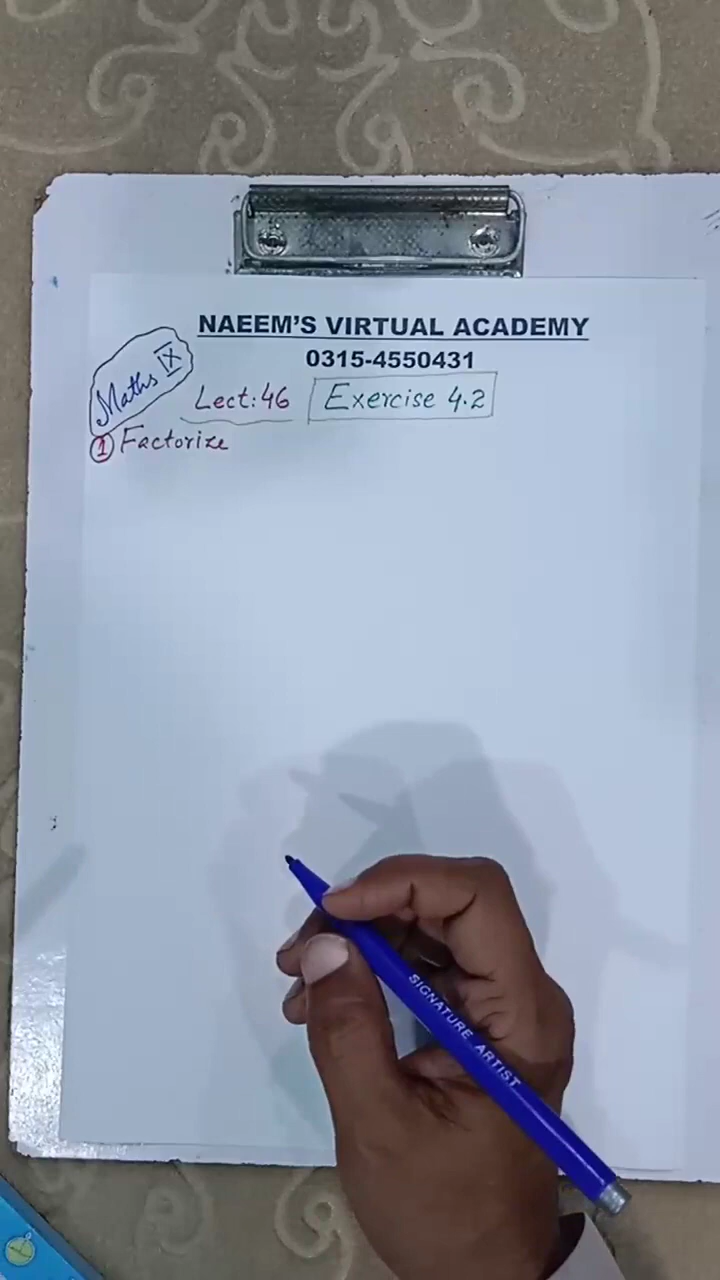 NAEEM'S VIRTUAL ACADEMY
0315-4550431
Maths IX
Lect: 46 Exercise 4.2
① Factorize
SIGNATURE ARTIST